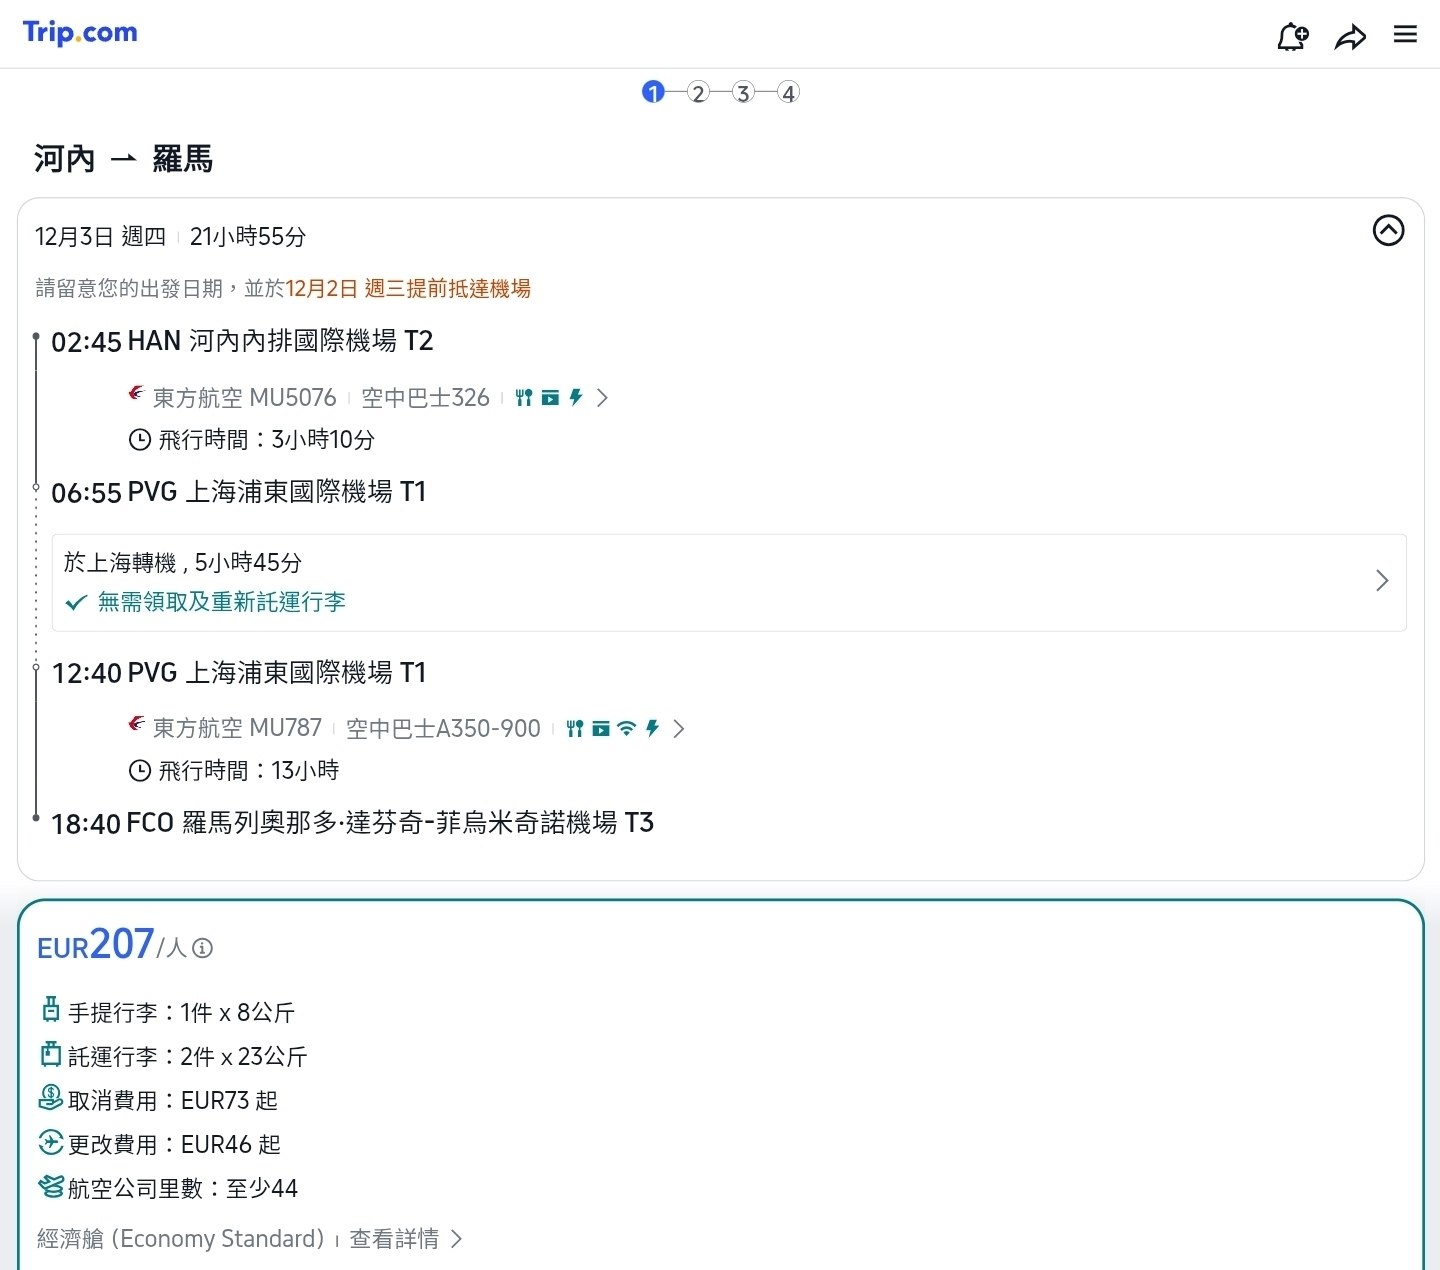 Trip.com
1 2 3 4
河內 → 羅馬
12月3日 週四 21小時55分
請留意您的出發日期，並於12月2日 週三提前抵達機場
02:45 HAN 河內內排國際機場 T2
東方航空 MU5076 空中巴士326
飛行時間：3小時10分
06:55 PVG 上海浦東國際機場 T1
於上海轉機 , 5小時45分
無需領取及重新託運行李
12:40 PVG 上海浦東國際機場 T1
東方航空 MU787 空中巴士A350-900
飛行時間：13小時
18:40 FCO 羅馬列奧那多·達芬奇-菲烏米奇諾機場 T3
EUR207/人
手提行李：1件 x 8公斤
託運行李：2件 x 23公斤
取消費用：EUR73 起
更改費用：EUR46 起
航空公司里數：至少44
經濟艙 (Economy Standard) 查看詳情